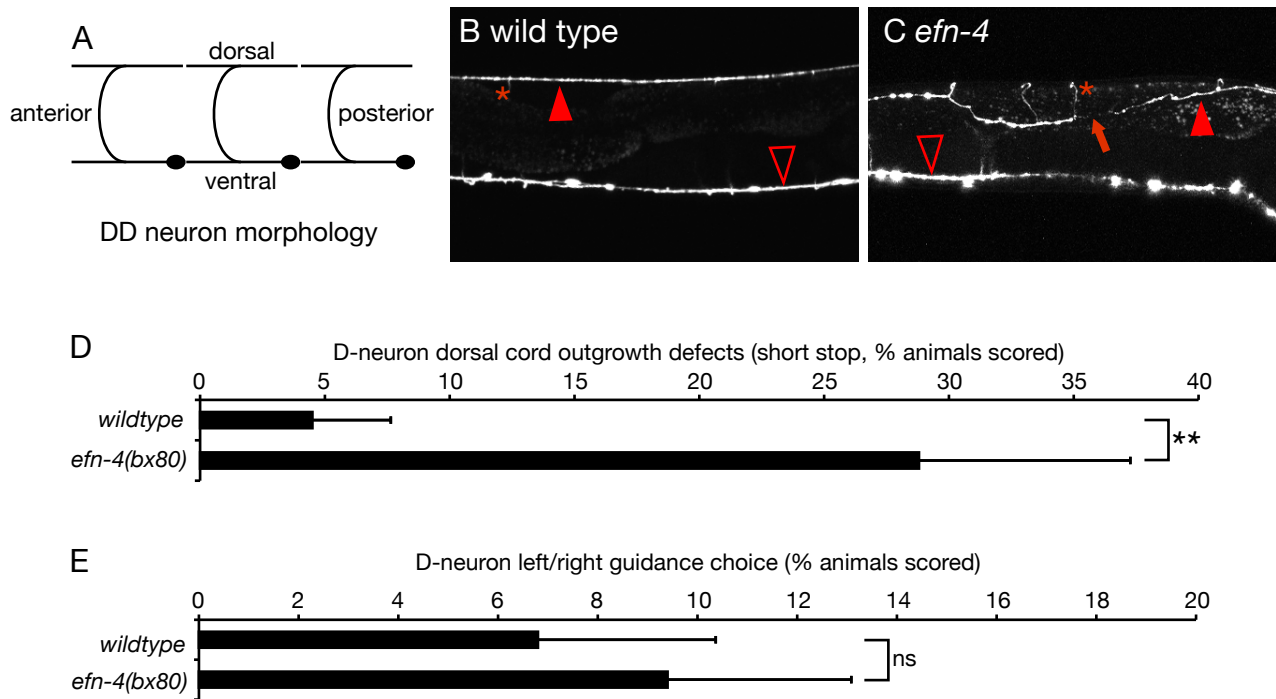 A
dorsal
anterior
posterior
ventral
DD neuron morphology
B wild type
*
C efn-4
*
D
D-neuron dorsal cord outgrowth defects (short stop, % animals scored)
0 5 10 15 20 25 30 35 40
wildtype
efn-4(bx80)
**
E
D-neuron left/right guidance choice (% animals scored)
0 2 4 6 8 10 12 14 16 18 20
wildtype
efn-4(bx80)
ns